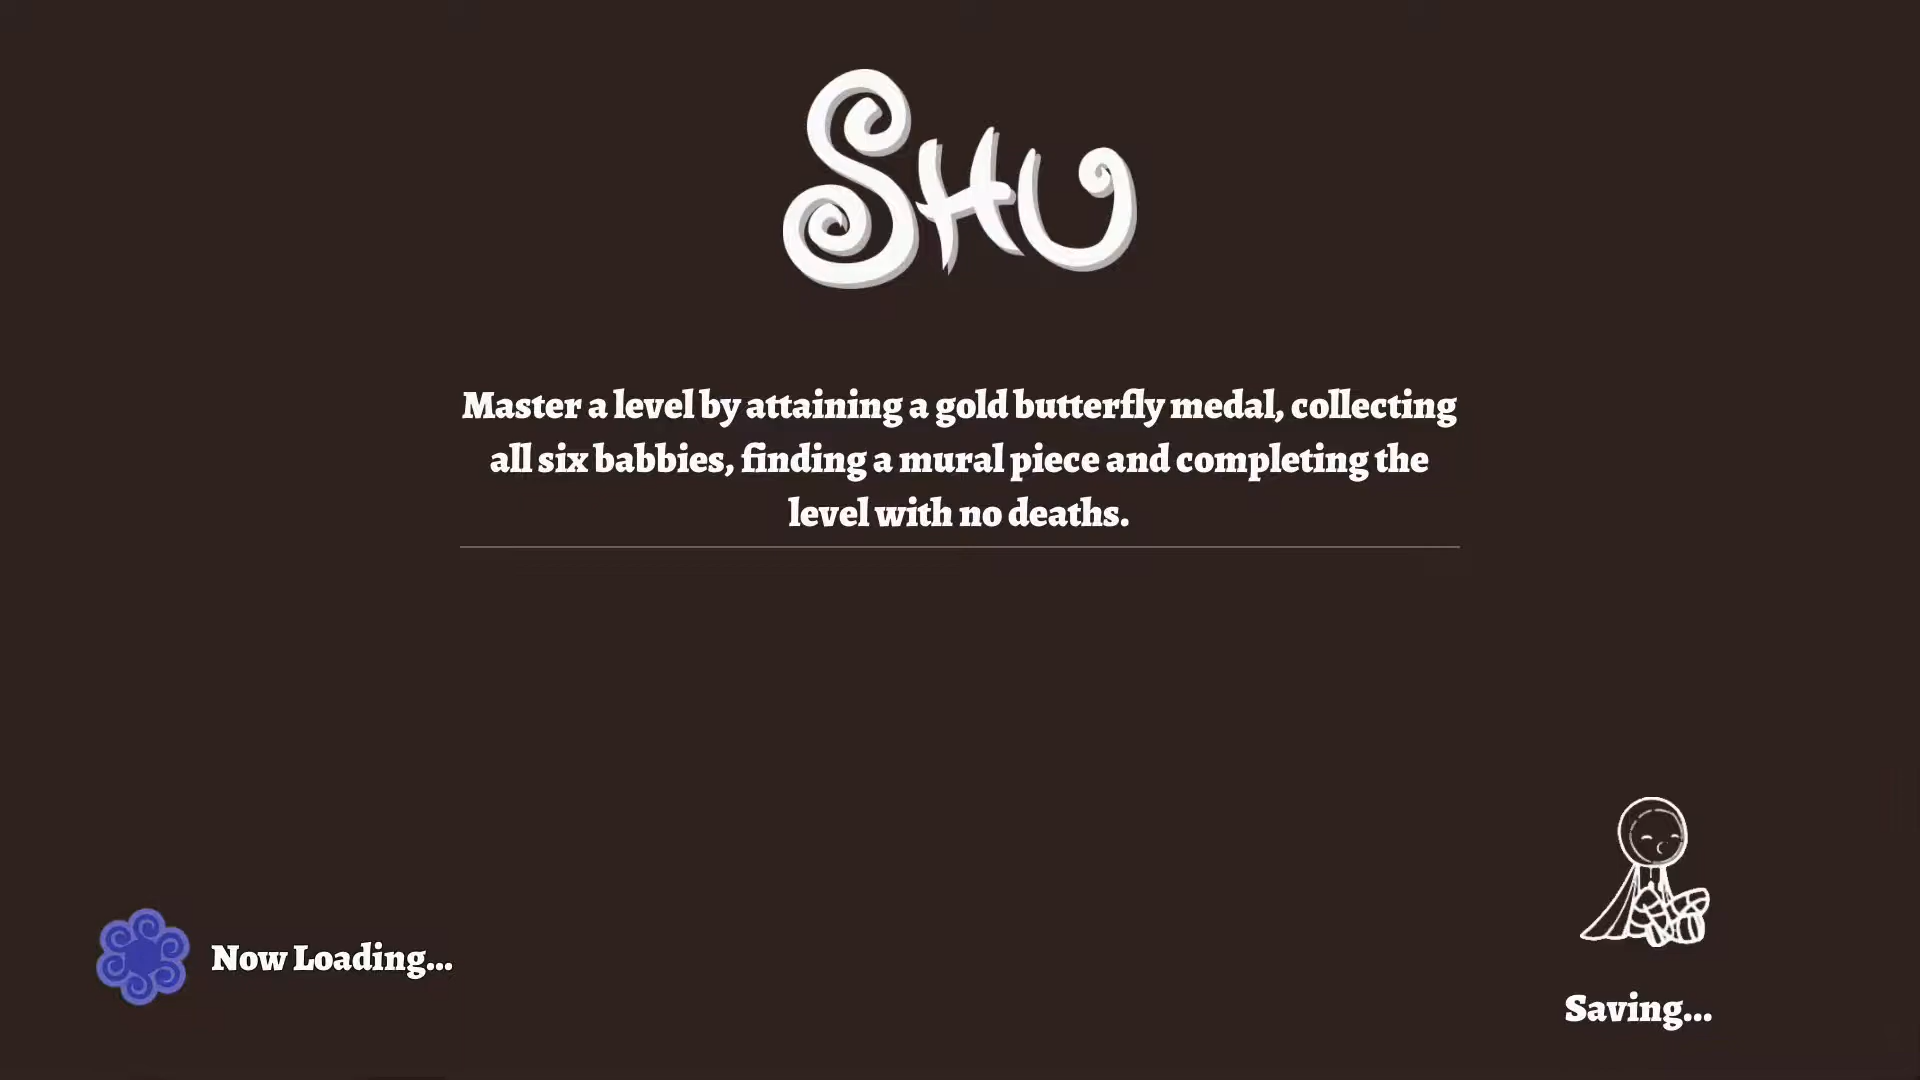 SHU
Master a level by attaining a gold butterfly medal, collecting
all six babbies, finding a mural piece and completing the
level with no deaths.
Now Loading...
Saving...